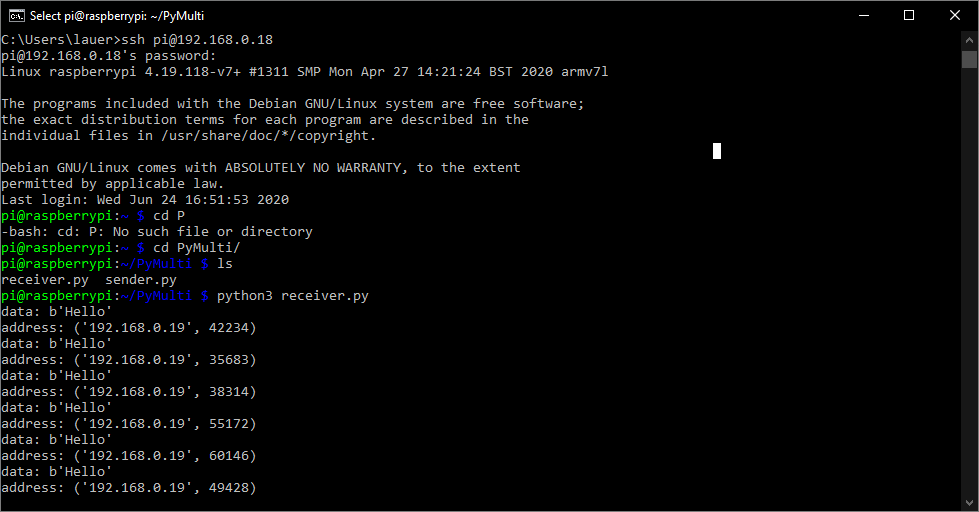 Select pi@raspberrypi: ~/PyMulti
C:\Users\lauer>ssh pi@192.168.0.18
pi@192.168.0.18's password:
Linux raspberrypi 4.19.118-v7+ #1311 SMP Mon Apr 27 14:21:24 BST 2020 armv7l
The programs included with the Debian GNU/Linux system are free software;
the exact distribution terms for each program are described in the
individual files in /usr/share/doc/*/copyright.
Debian GNU/Linux comes with ABSOLUTELY NO WARRANTY, to the extent
permitted by applicable law.
Last login: Wed Jun 24 16:51:53 2020
pi@raspberrypi:~ $ cd P
-bash: cd: P: No such file or directory
pi@raspberrypi:~ $ cd PyMulti/
pi@raspberrypi:~/PyMulti $ ls
receiver.py  sender.py
pi@raspberrypi:~/PyMulti $ python3 receiver.py
data: b'Hello'
address: ('192.168.0.19', 42234)
data: b'Hello'
address: ('192.168.0.19', 35683)
data: b'Hello'
address: ('192.168.0.19', 38314)
data: b'Hello'
address: ('192.168.0.19', 55172)
data: b'Hello'
address: ('192.168.0.19', 60146)
data: b'Hello'
address: ('192.168.0.19', 49428)